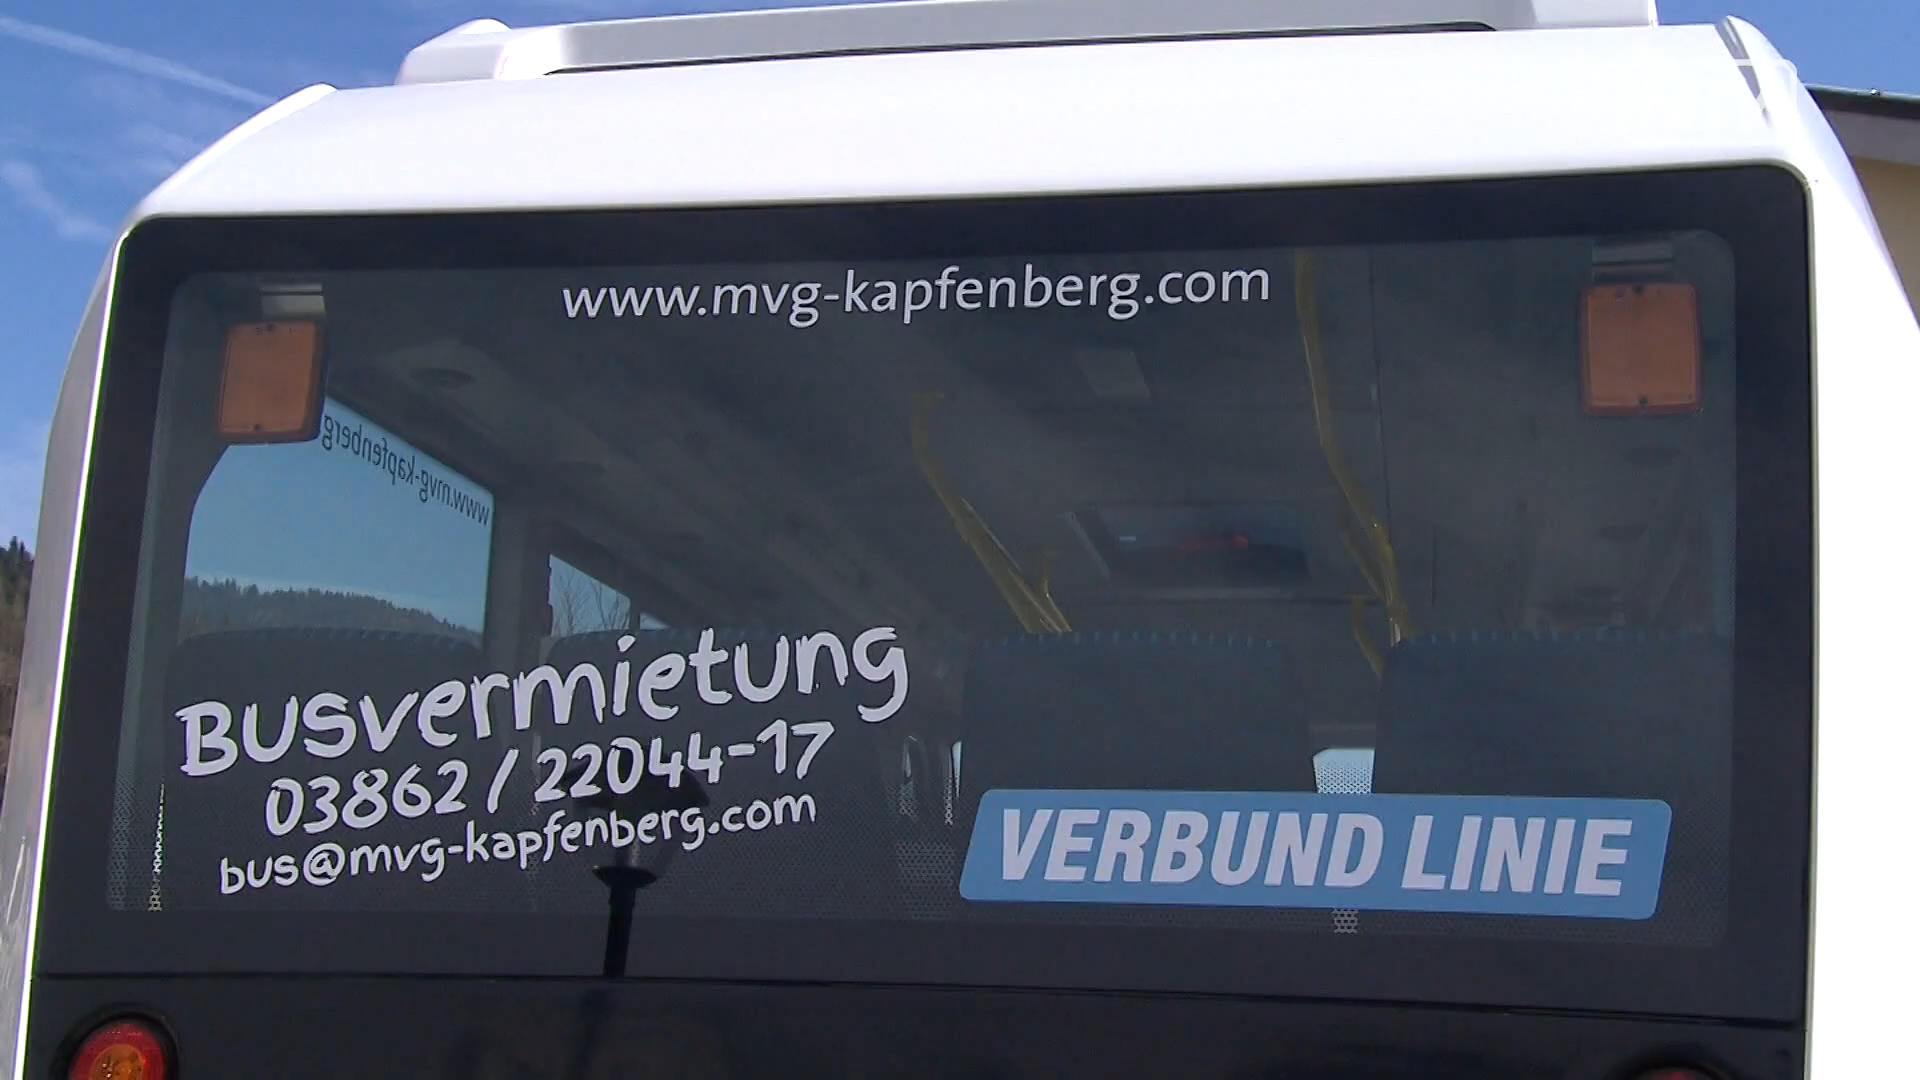 www.mvg-kapfenberg.com
www.mvg-kapfenberg
Busvermietung
03862 / 22044-17
bus@mvg-kapfenberg.com
VERBUND LINIE